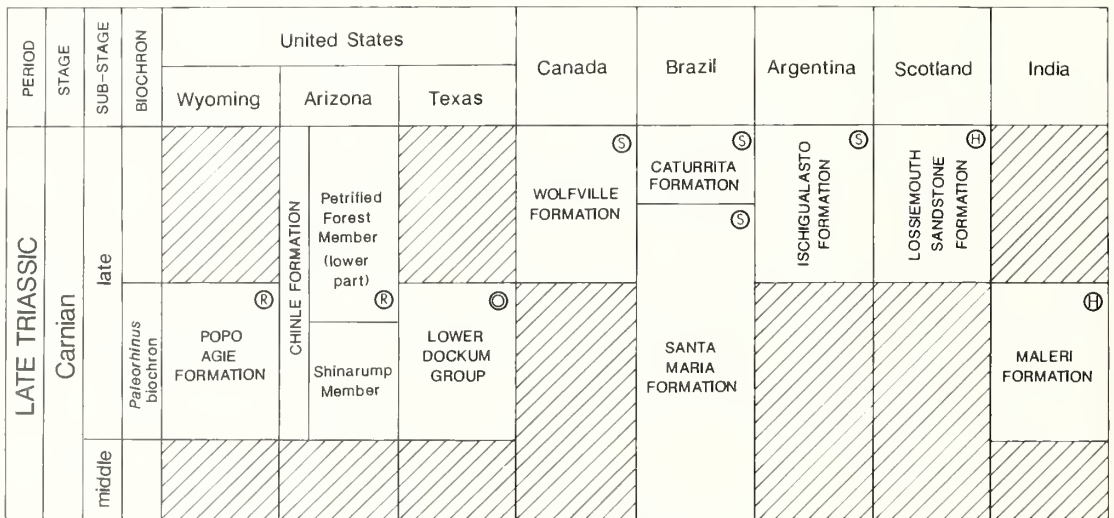 PERIOD
STAGE
SUB-STAGE
BIOCHRON
United States
Wyoming
Arizona
Texas
Canada
Brazil
Argentina
Scotland
India
LATE TRIASSIC
Carnian
late
middle
Paleorhinus
biochron
POPO
AGIE
FORMATION
Ⓡ
CHINLE FORMATION
Petrified
Forest
Member
(lower
part)
Ⓡ
Shinarump
Member
LOWER
DOCKUM
GROUP
Ⓞ
WOLFVILLE
FORMATION
Ⓢ
CATURRITA
FORMATION
Ⓢ
SANTA
MARIA
FORMATION
Ⓢ
ISCHIGUALASTO
FORMATION
Ⓢ
LOSSIEMOUTH
SANDSTONE
FORMATION
Ⓗ
MALERI
FORMATION
Ⓗ